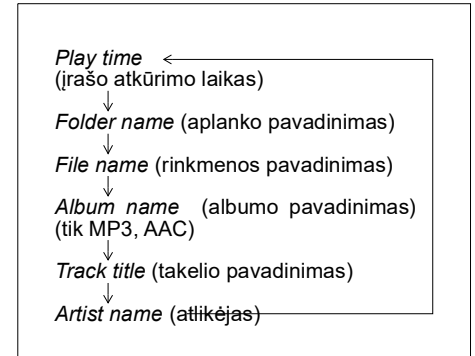 Play time
(įrašo atkūrimo laikas)
Folder name (aplanko pavadinimas)
File name (rinkmenos pavadinimas)
Album name (albumo pavadinimas)
(tik MP3, AAC)
Track title (takelio pavadinimas)
Artist name (atlikėjas)